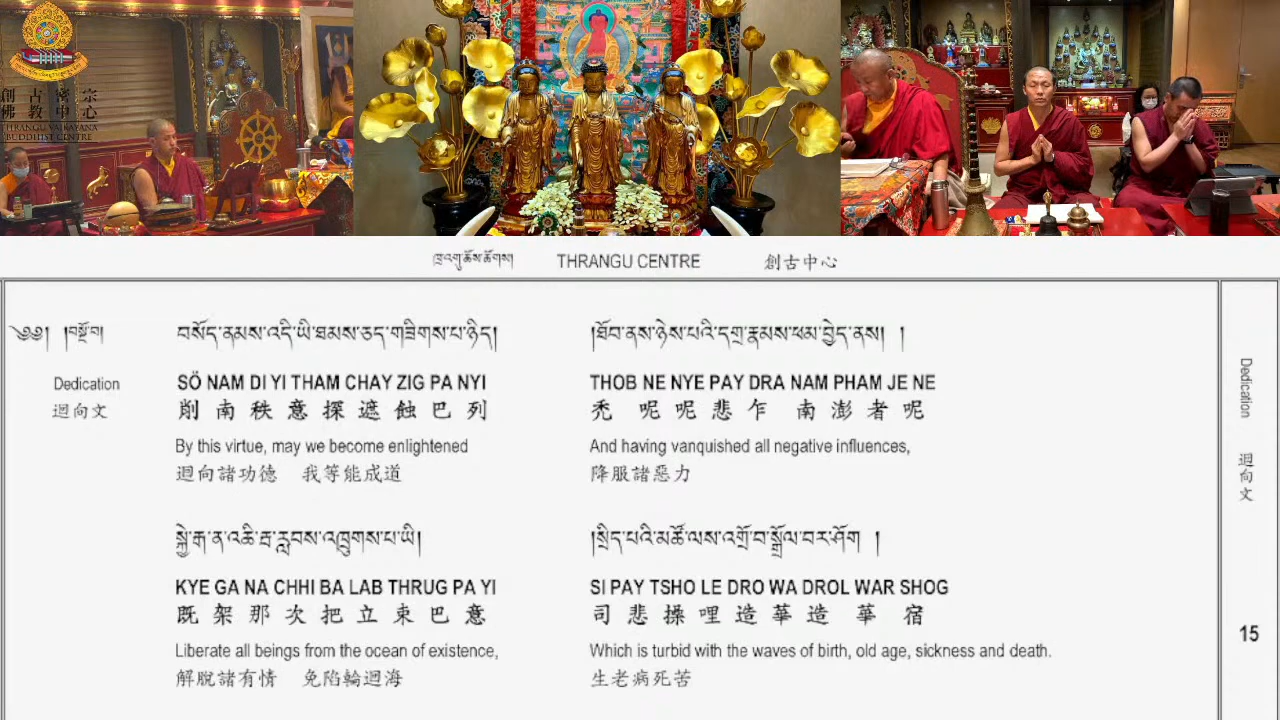 創古密宗
佛教中心
THRANGU VAJRAYANA
BUDDHIST CENTRE
ཁྲ་འགུ་ཆོས་ཚོགས། THRANGU CENTRE 創古中心
༄༅། །བསྔོ་བ། བསོད་ནམས་འདི་ཡི་ཐམས་ཅད་གཟིགས་པ་ཉིད། །ཐོབ་ནས་ཉེས་པའི་དགྲ་རྣམས་ཕམ་བྱེད་ནས། །
Dedication SÖ NAM DI YI THAM CHAY ZIG PA NYI THOB NE NYE PAY DRA NAM PHAM JE NE
迴向文 削 南 秩 意 探 遮 蝕 巴 列 禿 呢 呢 悲 乍 南 澎 者 呢
By this virtue, may we become enlightened And having vanquished all negative influences,
迴向諸功德 我等能成道 降服諸惡力
སྐྱེ་རྒ་ན་འཆི་རྦ་རླབས་འཁྲུགས་པ་ཡི། །སྲིད་པའི་མཚོ་ལས་འགྲོ་བ་སྒྲོལ་བར་ཤོག །
KYE GA NA CHHI BA LAB THRUG PA YI SI PAY TSHO LE DRO WA DROL WAR SHOG
既 架 那 次 把 立 束 巴 意 司 悲 操 哩 造 華 造 華 宿
Liberate all beings from the ocean of existence, Which is turbid with the waves of birth, old age, sickness and death.
解脫諸有情 免陷輪迴海 生老病死苦
Dedication 迴向文
15